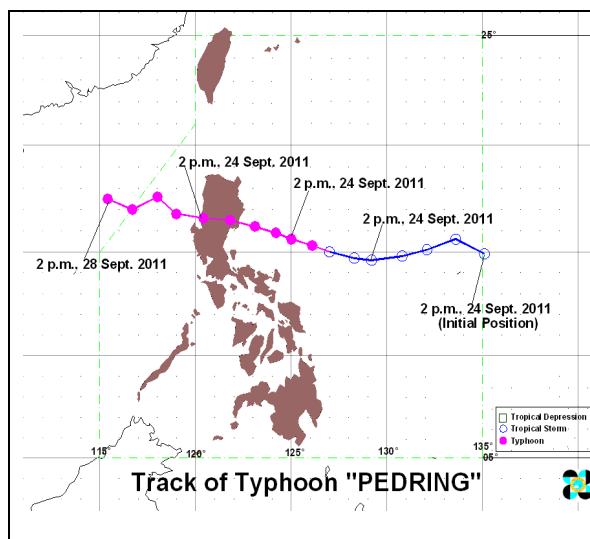 25°
2 p.m., 24 Sept. 2011
2 p.m., 24 Sept. 2011
2 p.m., 24 Sept. 2011
2 p.m., 28 Sept. 2011
2 p.m., 24 Sept. 2011
(Initial Position)
Tropical Depression
Tropical Storm
Typhoon
115° 120° 125° 130° 135°
05°
Track of Typhoon "PEDRING"